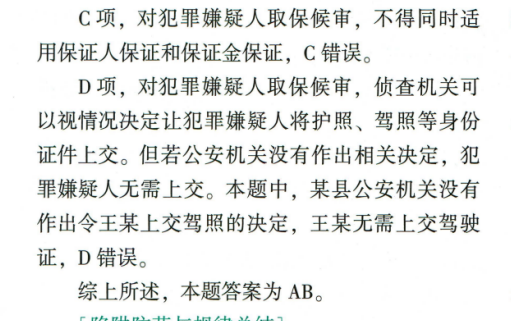 C 项，对犯罪嫌疑人取保候审，不得同时适
用保证人保证和保证金保证，C 错误。
D 项，对犯罪嫌疑人取保候审，侦查机关可
以视情况决定让犯罪嫌疑人将护照、驾照等身份
证件上交。但若公安机关没有作出相关决定，犯
罪嫌疑人无需上交。本题中，某县公安机关没有
作出令王某上交驾照的决定，王某无需上交驾驶
证，D 错误。
综上所述，本题答案为 AB。